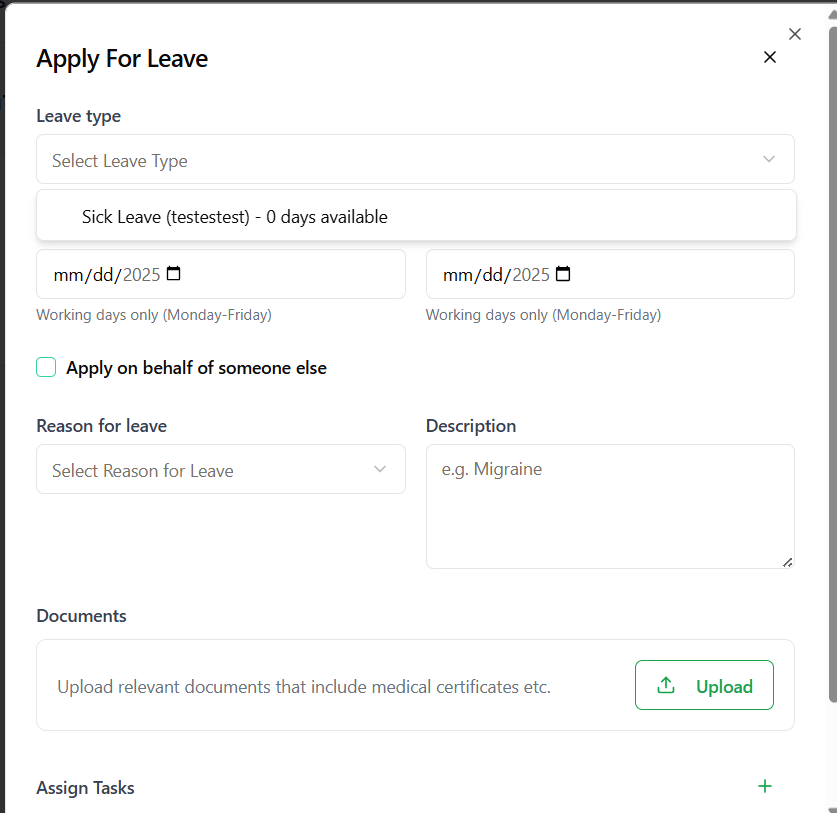 Apply For Leave
Leave type
Select Leave Type
Sick Leave (testestest) - 0 days available
mm/dd/2025
mm/dd/2025
Working days only (Monday-Friday)
Working days only (Monday-Friday)
Apply on behalf of someone else
Reason for leave
Description
Select Reason for Leave
e.g. Migraine
Documents
Upload relevant documents that include medical certificates etc.
Upload
Assign Tasks